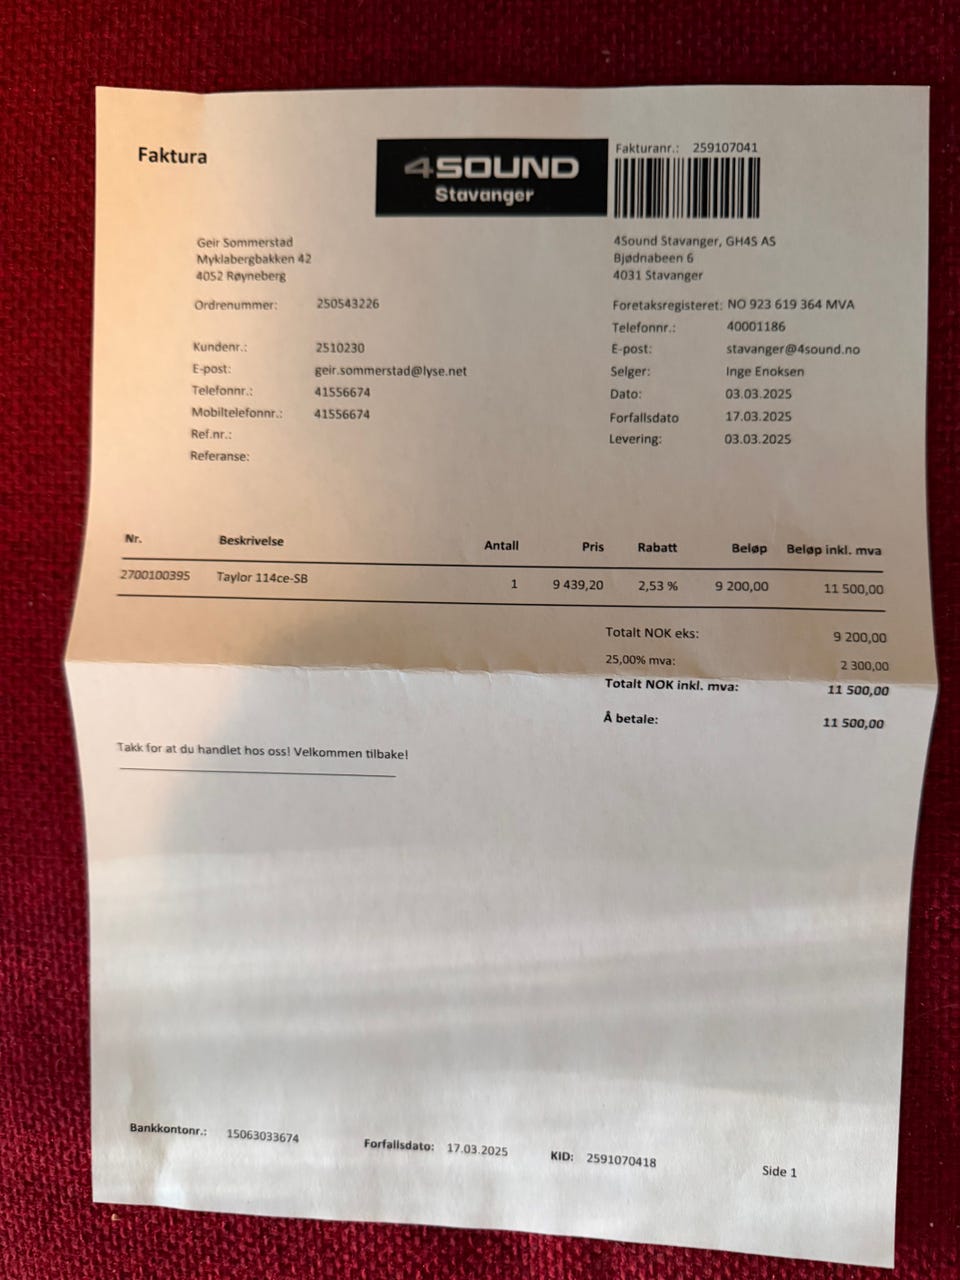 Faktura
4SOUND
Stavanger
Fakturanr.: 259107041
Geir Sommerstad
Myklabergbakken 42
4052 Røyneberg
Ordrenummer: 250543226
Kundenr.: 2510230
E-post: geir.sommerstad@lyse.net
Telefonnr.: 41556674
Mobiltelefonnr.: 41556674
Ref.nr.:
Referanse:
4Sound Stavanger, GH4S AS
Bjødnabeen 6
4031 Stavanger
Foretaksregisteret: NO 923 619 364 MVA
Telefonnr.: 40001186
E-post: stavanger@4sound.no
Selger: Inge Enoksen
Dato: 03.03.2025
Forfallsdato 17.03.2025
Levering: 03.03.2025
Nr. Beskrivelse Antall Pris Rabatt Beløp Beløp inkl. mva
2700100395 Taylor 114ce-SB 1 9 439,20 2,53 % 9 200,00 11 500,00
Totalt NOK eks: 9 200,00
25,00% mva: 2 300,00
Totalt NOK inkl. mva: 11 500,00
Å betale: 11 500,00
Takk for at du handlet hos oss! Velkommen tilbake!
Bankkontonr.: 15063033674 Forfallsdato: 17.03.2025 KID: 2591070418 Side 1